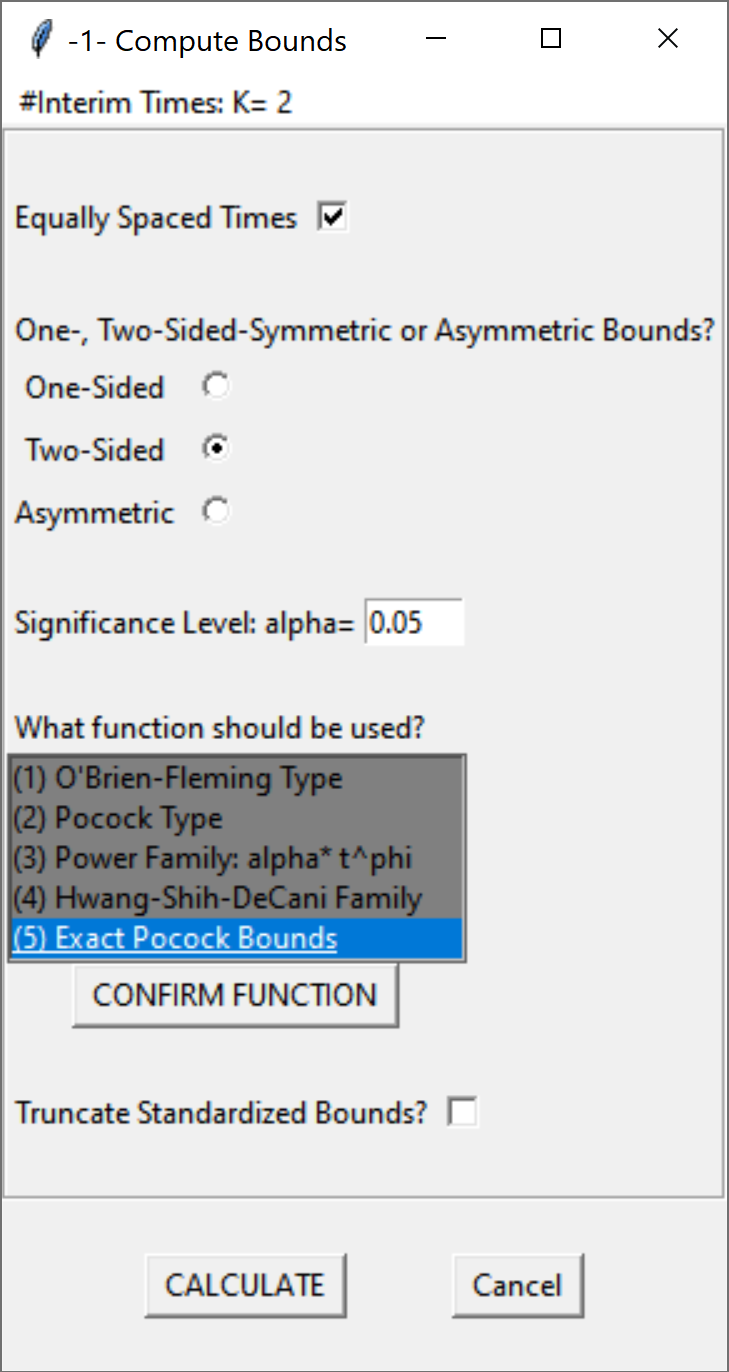 -1- Compute Bounds
#Interim Times: K= 2
Equally Spaced Times
One-, Two-Sided-Symmetric or Asymmetric Bounds?
One-Sided
Two-Sided
Asymmetric
Significance Level: alpha= 0.05
What function should be used?
(1) O'Brien-Fleming Type
(2) Pocock Type
(3) Power Family: alpha* t^phi
(4) Hwang-Shih-DeCani Family
(5) Exact Pocock Bounds
CONFIRM FUNCTION
Truncate Standardized Bounds?
CALCULATE Cancel